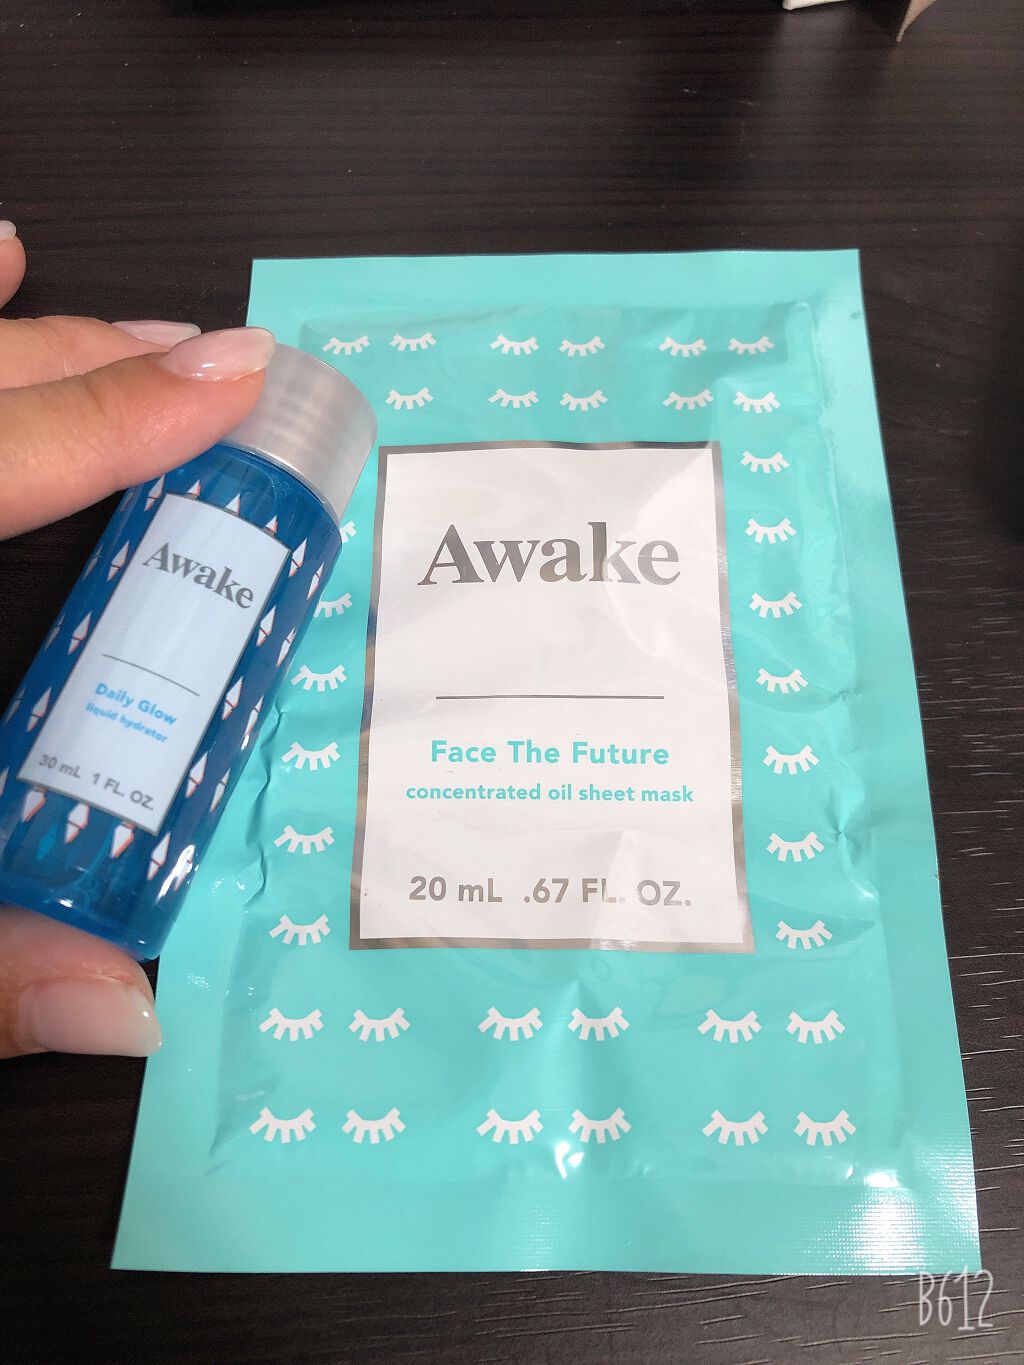 Awake
Daily Glow
liquid hydrator
30 mL 1 FL. OZ.
Awake
Face The Future
concentrated oil sheet mask
20 mL .67 FL. OZ.
B612